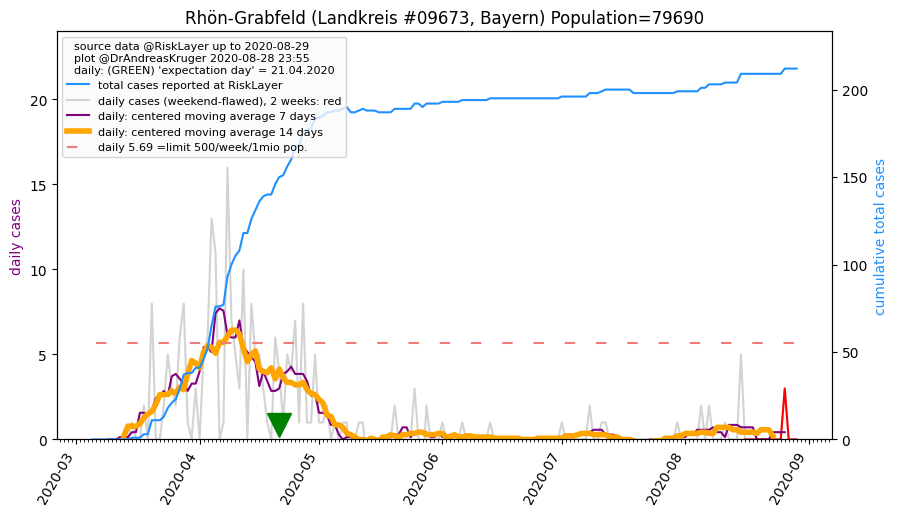 Rhön-Grabfeld (Landkreis #09673, Bayern) Population=79690
source data @RiskLayer up to 2020-08-29
plot @DrAndreasKruger 2020-08-28 23:55
daily: (GREEN) 'expectation day' = 21.04.2020
total cases reported at RiskLayer
daily cases (weekend-flawed), 2 weeks: red
daily: centered moving average 7 days
daily: centered moving average 14 days
daily 5.69 =limit 500/week/1mio pop.
daily cases
20
15
10
5
0
cumulative total cases
200
150
100
50
0
2020-03
2020-04
2020-05
2020-06
2020-07
2020-08
2020-09